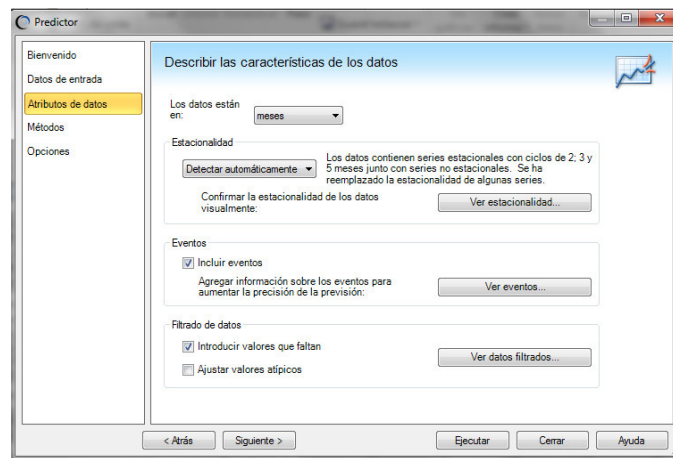 Predictor
Bienvenido
Datos de entrada
Atributos de datos
Métodos
Opciones
Describir las características de los datos
Los datos están
en:
meses
Estacionalidad
Detectar automáticamente
Los datos contienen series estacionales con ciclos de 2; 3 y
5 meses junto con series no estacionales. Se ha
reemplazado la estacionalidad de algunas series.
Confirmar la estacionalidad de los datos
visualmente:
Ver estacionalidad...
Eventos
Incluir eventos
Agregar información sobre los eventos para
aumentar la precisión de la previsión:
Ver eventos...
Filtrado de datos
Introducir valores que faltan
Ajustar valores atípicos
Ver datos filtrados...
< Atrás
Siguiente >
Ejecutar
Cerrar
Ayuda